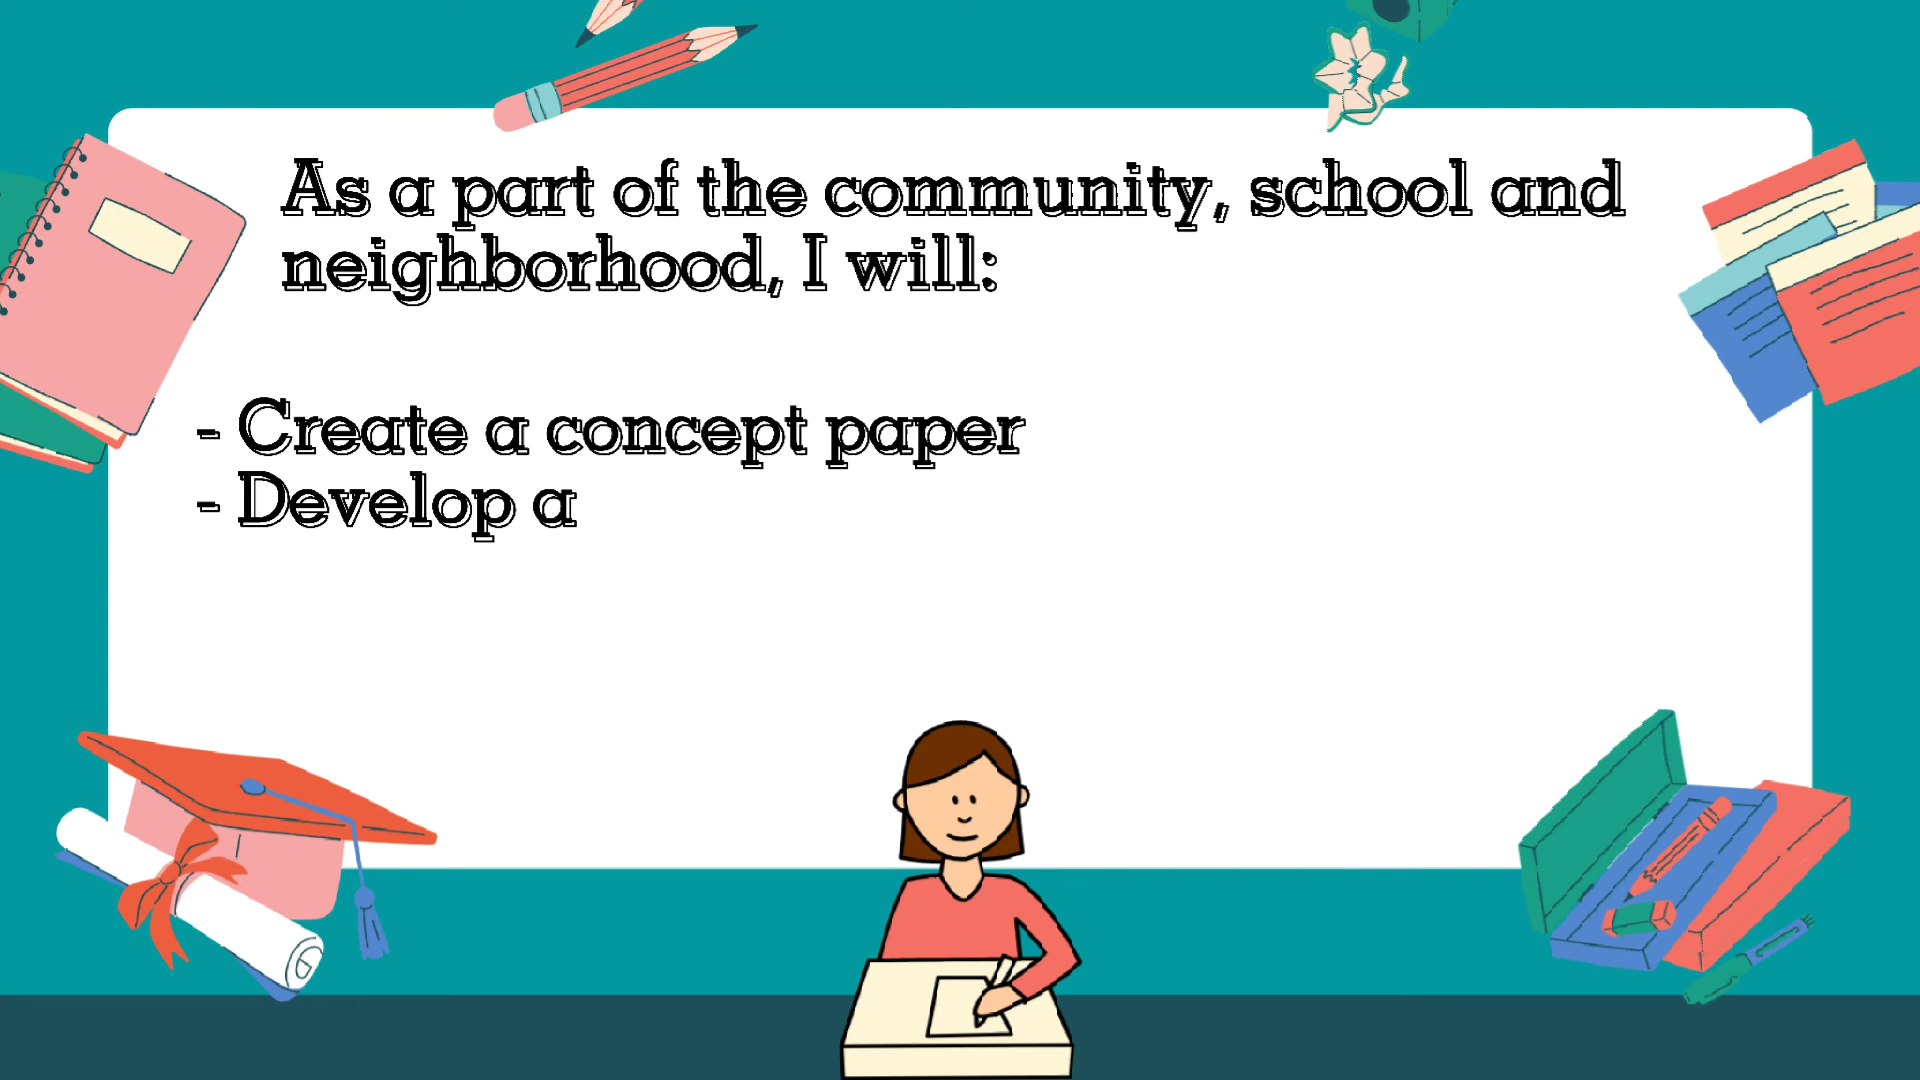 As a part of the community, school and
neighborhood, I will:
- Create a concept paper
- Develop a